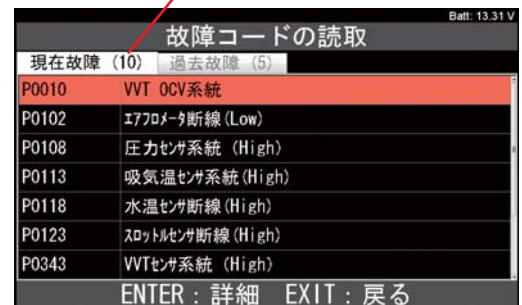 Batt: 13.31 V
故障コードの読取
現在故障 (10) 過去故障 (5)
P0010 VVT OCV系統
P0102 ｴｱﾌﾛﾒｰﾀ断線(Low)
P0108 圧力ｾﾝｻ系統 (High)
P0113 吸気温ｾﾝｻ系統(High)
P0118 水温ｾﾝｻ断線(High)
P0123 ｽﾛｯﾄﾙｾﾝｻ断線(High)
P0343 VVTｾﾝｻ系統 (High)
ENTER : 詳細 EXIT : 戻る